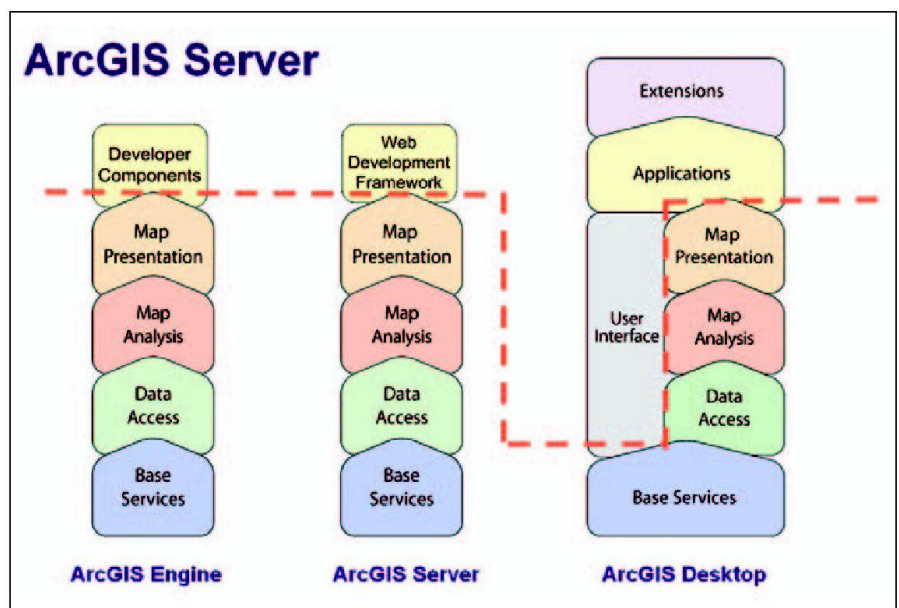 ArcGIS Server
Developer
Components
Map
Presentation
Map
Analysis
Data
Access
Base
Services
ArcGIS Engine
Web
Development
Framework
Map
Presentation
Map
Analysis
Data
Access
Base
Services
ArcGIS Server
Extensions
Applications
User
Interface
Map
Presentation
Map
Analysis
Data
Access
Base Services
ArcGIS Desktop